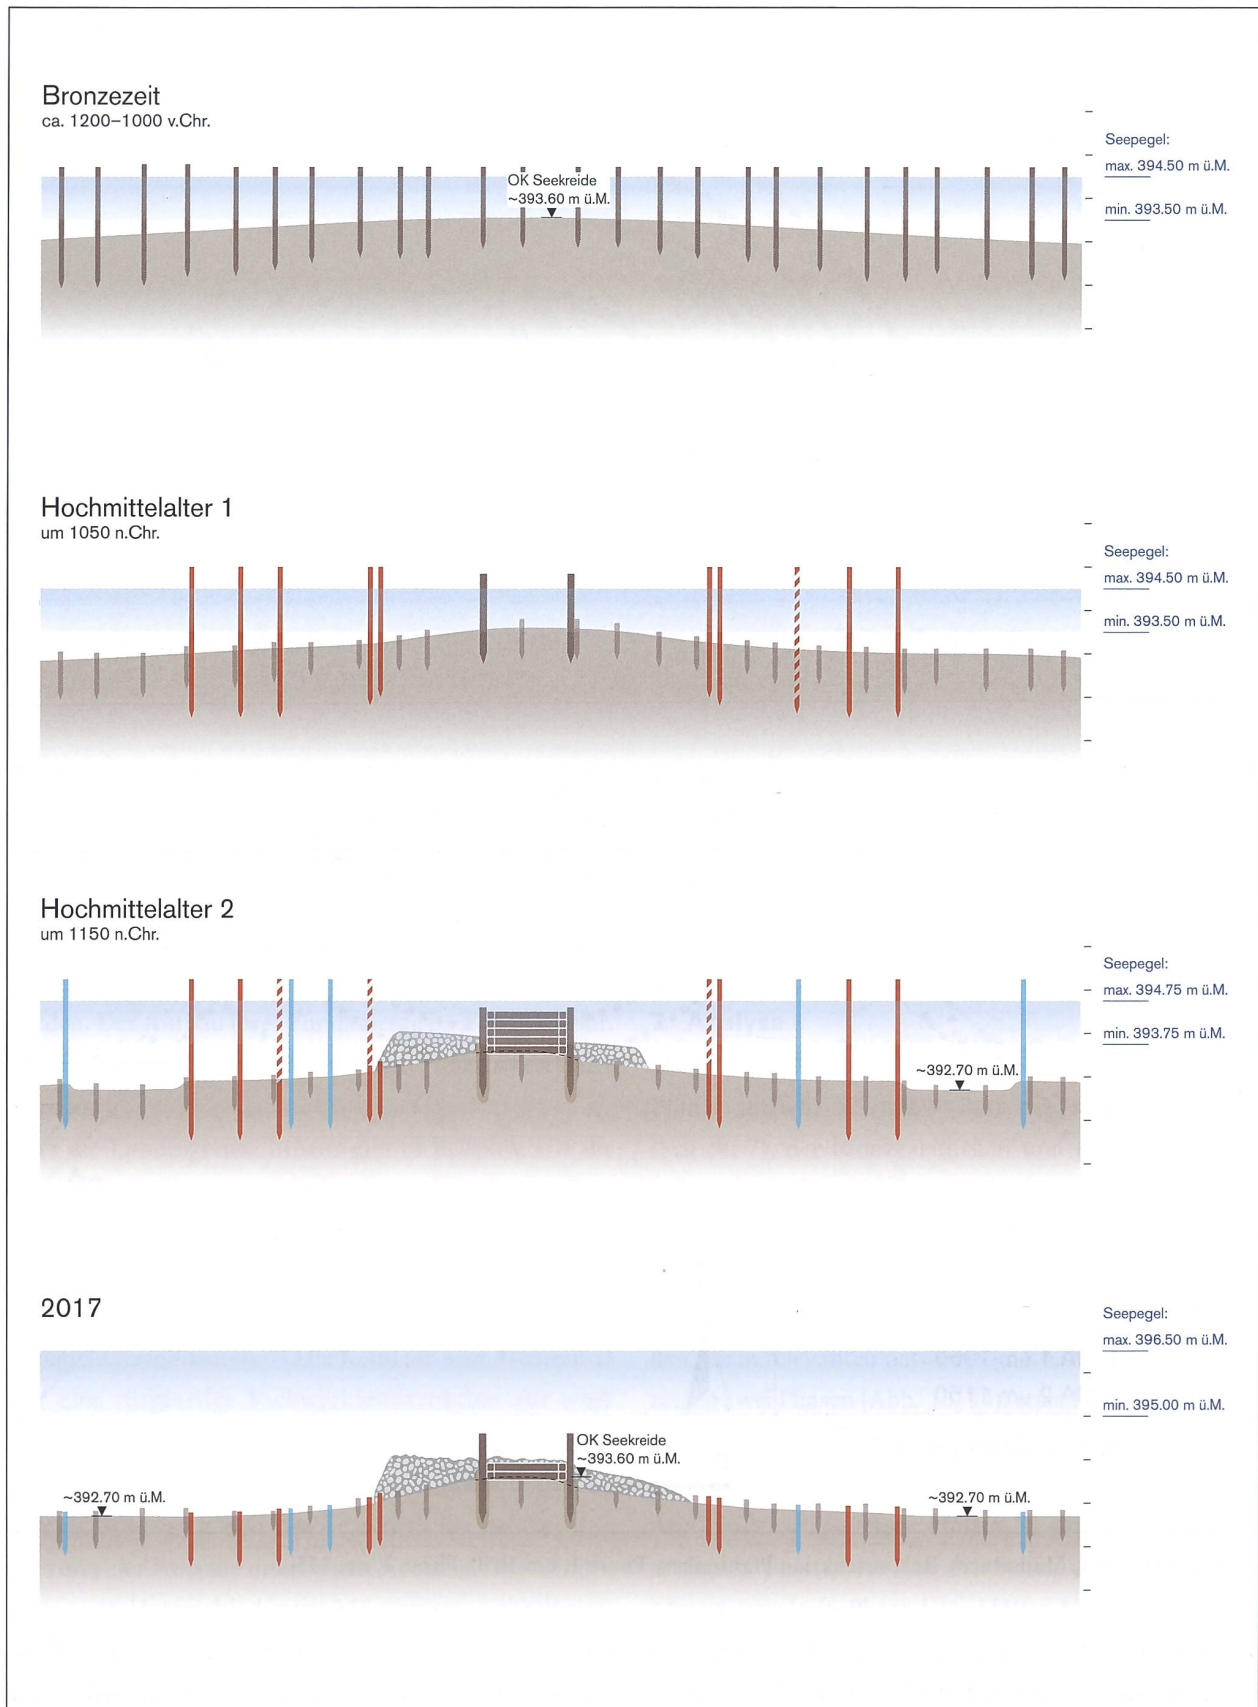 Bronzezeit
ca. 1200–1000 v.Chr.
Seepegel:
max. 394.50 m ü.M.
min. 393.50 m ü.M.
OK Seekreide
~393.60 m ü.M.
Hochmittelalter 1
um 1050 n.Chr.
Seepegel:
max. 394.50 m ü.M.
min. 393.50 m ü.M.
Hochmittelalter 2
um 1150 n.Chr.
Seepegel:
max. 394.75 m ü.M.
min. 393.75 m ü.M.
~392.70 m ü.M.
2017
Seepegel:
max. 396.50 m ü.M.
min. 395.00 m ü.M.
OK Seekreide
~393.60 m ü.M.
~392.70 m ü.M.
~392.70 m ü.M.